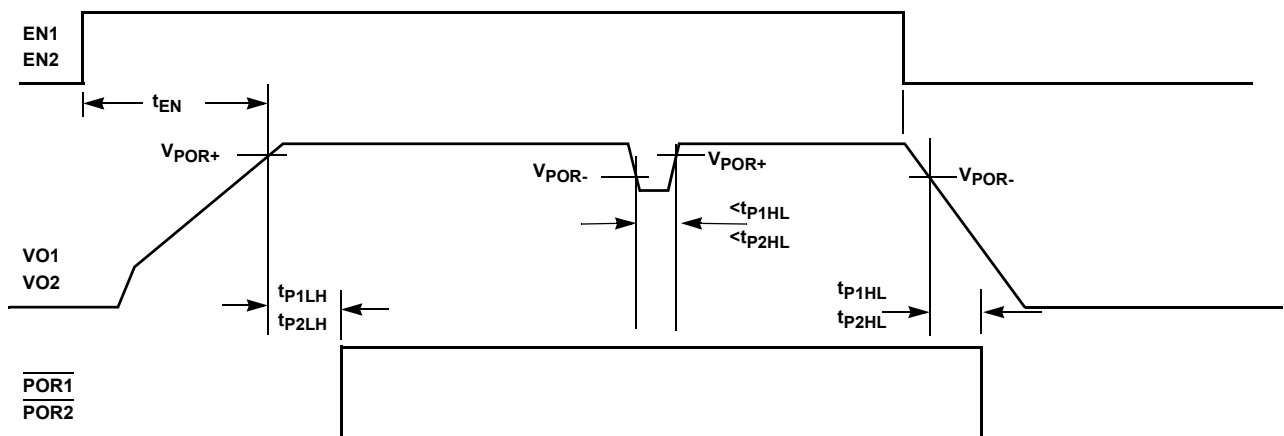 EN1
EN2
tEN
VPOR+
VPOR-
VPOR+
VPOR-
<tP1HL
<tP2HL
VO1
VO2
tP1LH
tP2LH
tP1HL
tP2HL
POR1
POR2